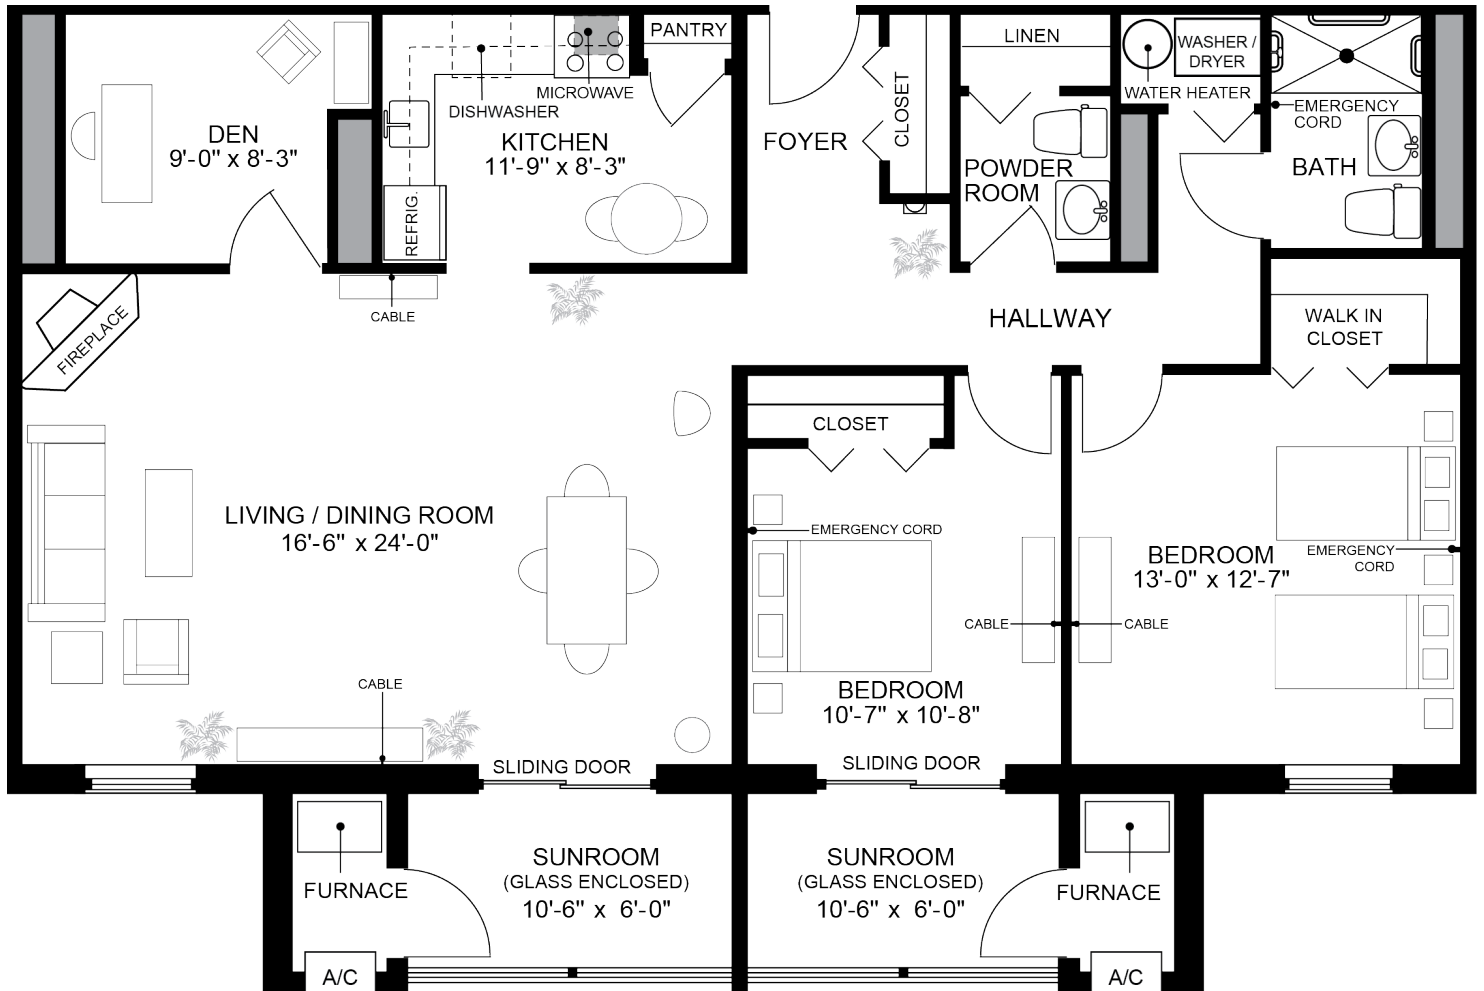 DEN
9'-0" x 8'-3"
DISHWASHER
MICROWAVE
KITCHEN
11'-9" x 8'-3"
REFRIG.
PANTRY
FOYER
CLOSET
LINEN
POWDER
ROOM
WASHER /
DRYER
WATER HEATER
EMERGENCY
CORD
BATH
FIREPLACE
CABLE
HALLWAY
WALK IN
CLOSET
CLOSET
LIVING / DINING ROOM
16'-6" x 24'-0"
EMERGENCY CORD
BEDROOM
13'-0" x 12'-7"
EMERGENCY
CORD
CABLE
CABLE
BEDROOM
10'-7" x 10'-8"
CABLE
SLIDING DOOR
SLIDING DOOR
FURNACE
SUNROOM
(GLASS ENCLOSED)
10'-6" x 6'-0"
SUNROOM
(GLASS ENCLOSED)
10'-6" x 6'-0"
FURNACE
A/C
A/C